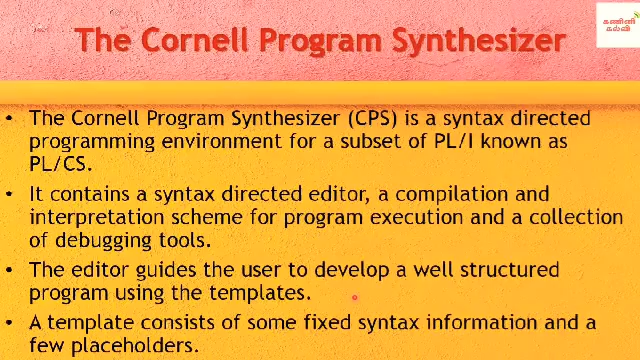 கணினி
கல்வி
The Cornell Program Synthesizer
• The Cornell Program Synthesizer (CPS) is a syntax directed
programming environment for a subset of PL/I known as
PL/CS.
• It contains a syntax directed editor, a compilation and
interpretation scheme for program execution and a collection
of debugging tools.
• The editor guides the user to develop a well structured
program using the templates.
• A template consists of some fixed syntax information and a
few placeholders.